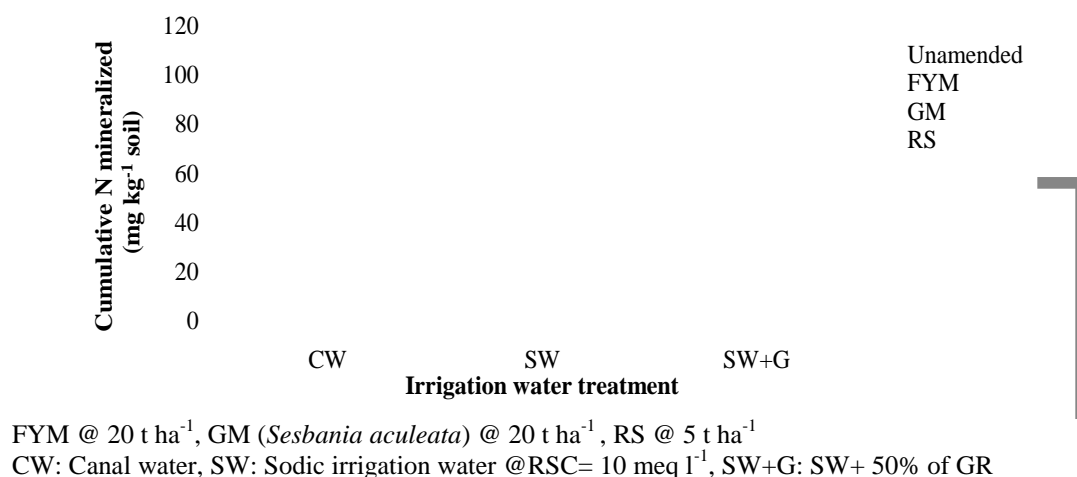 120
100
80
60
40
20
0
Cumulative N mineralized
(mg kg-1 soil)
Unamended
FYM
GM
RS
CW SW SW+G
Irrigation water treatment
FYM @ 20 t ha-1, GM (Sesbania aculeata) @ 20 t ha-1 , RS @ 5 t ha-1
CW: Canal water, SW: Sodic irrigation water @RSC= 10 meq l-1, SW+G: SW+ 50% of GR